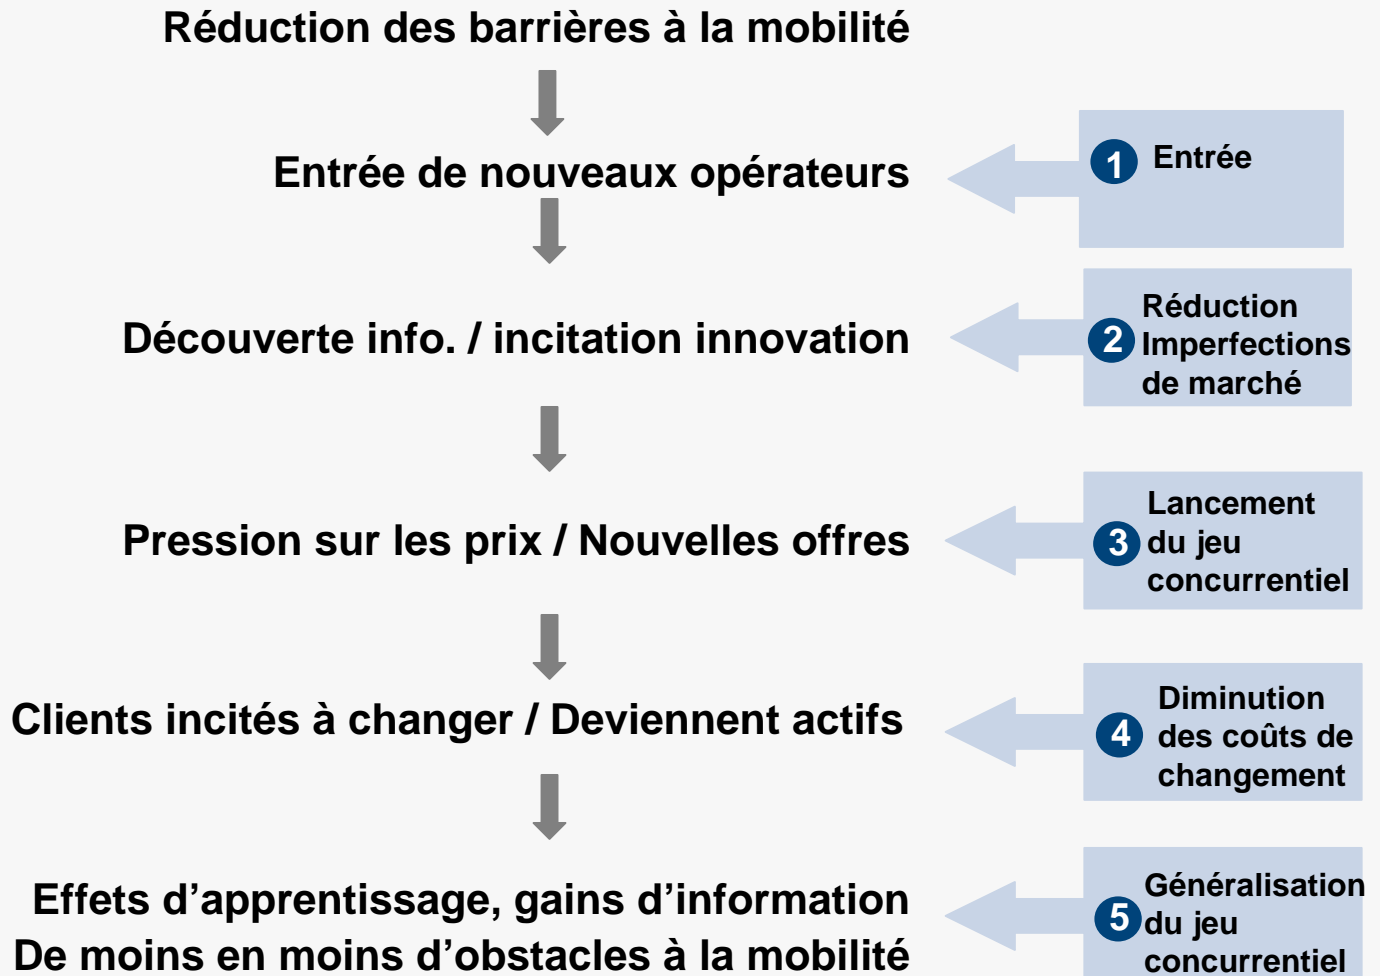 Réduction des barrières à la mobilité
Entrée de nouveaux opérateurs
1 Entrée
Découverte info. / incitation innovation
2
Réduction
Imperfections
de marché
Pression sur les prix / Nouvelles offres
3
Lancement
du jeu
concurrentiel
Clients incités à changer / Deviennent actifs
4
Diminution
des coûts de
changement
Effets d’apprentissage, gains d’information
De moins en moins d’obstacles à la mobilité
5
Généralisation
du jeu
concurrentiel